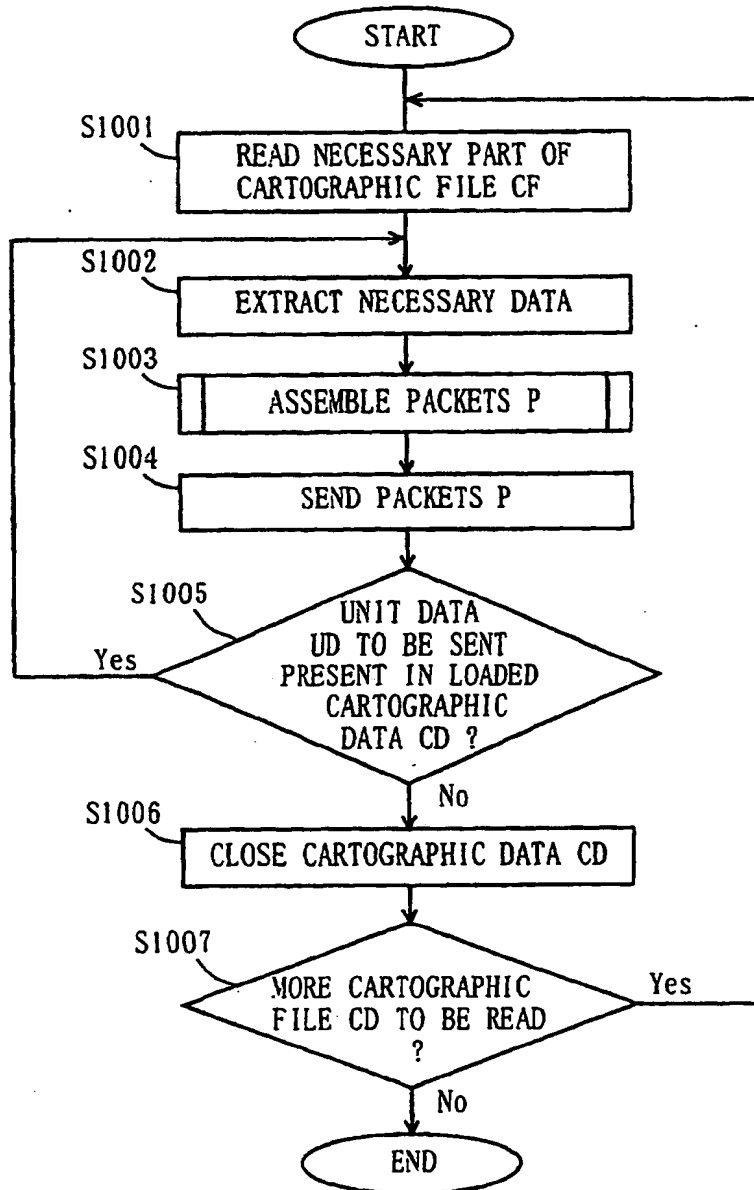 START
S1001
READ NECESSARY PART OF
CARTOGRAPHIC FILE CF
S1002
EXTRACT NECESSARY DATA
S1003
ASSEMBLE PACKETS P
S1004
SEND PACKETS P
S1005
UNIT DATA
UD TO BE SENT
PRESENT IN LOADED
CARTOGRAPHIC
DATA CD ?
Yes
No
S1006
CLOSE CARTOGRAPHIC DATA CD
S1007
MORE CARTOGRAPHIC
FILE CD TO BE READ
?
Yes
No
END